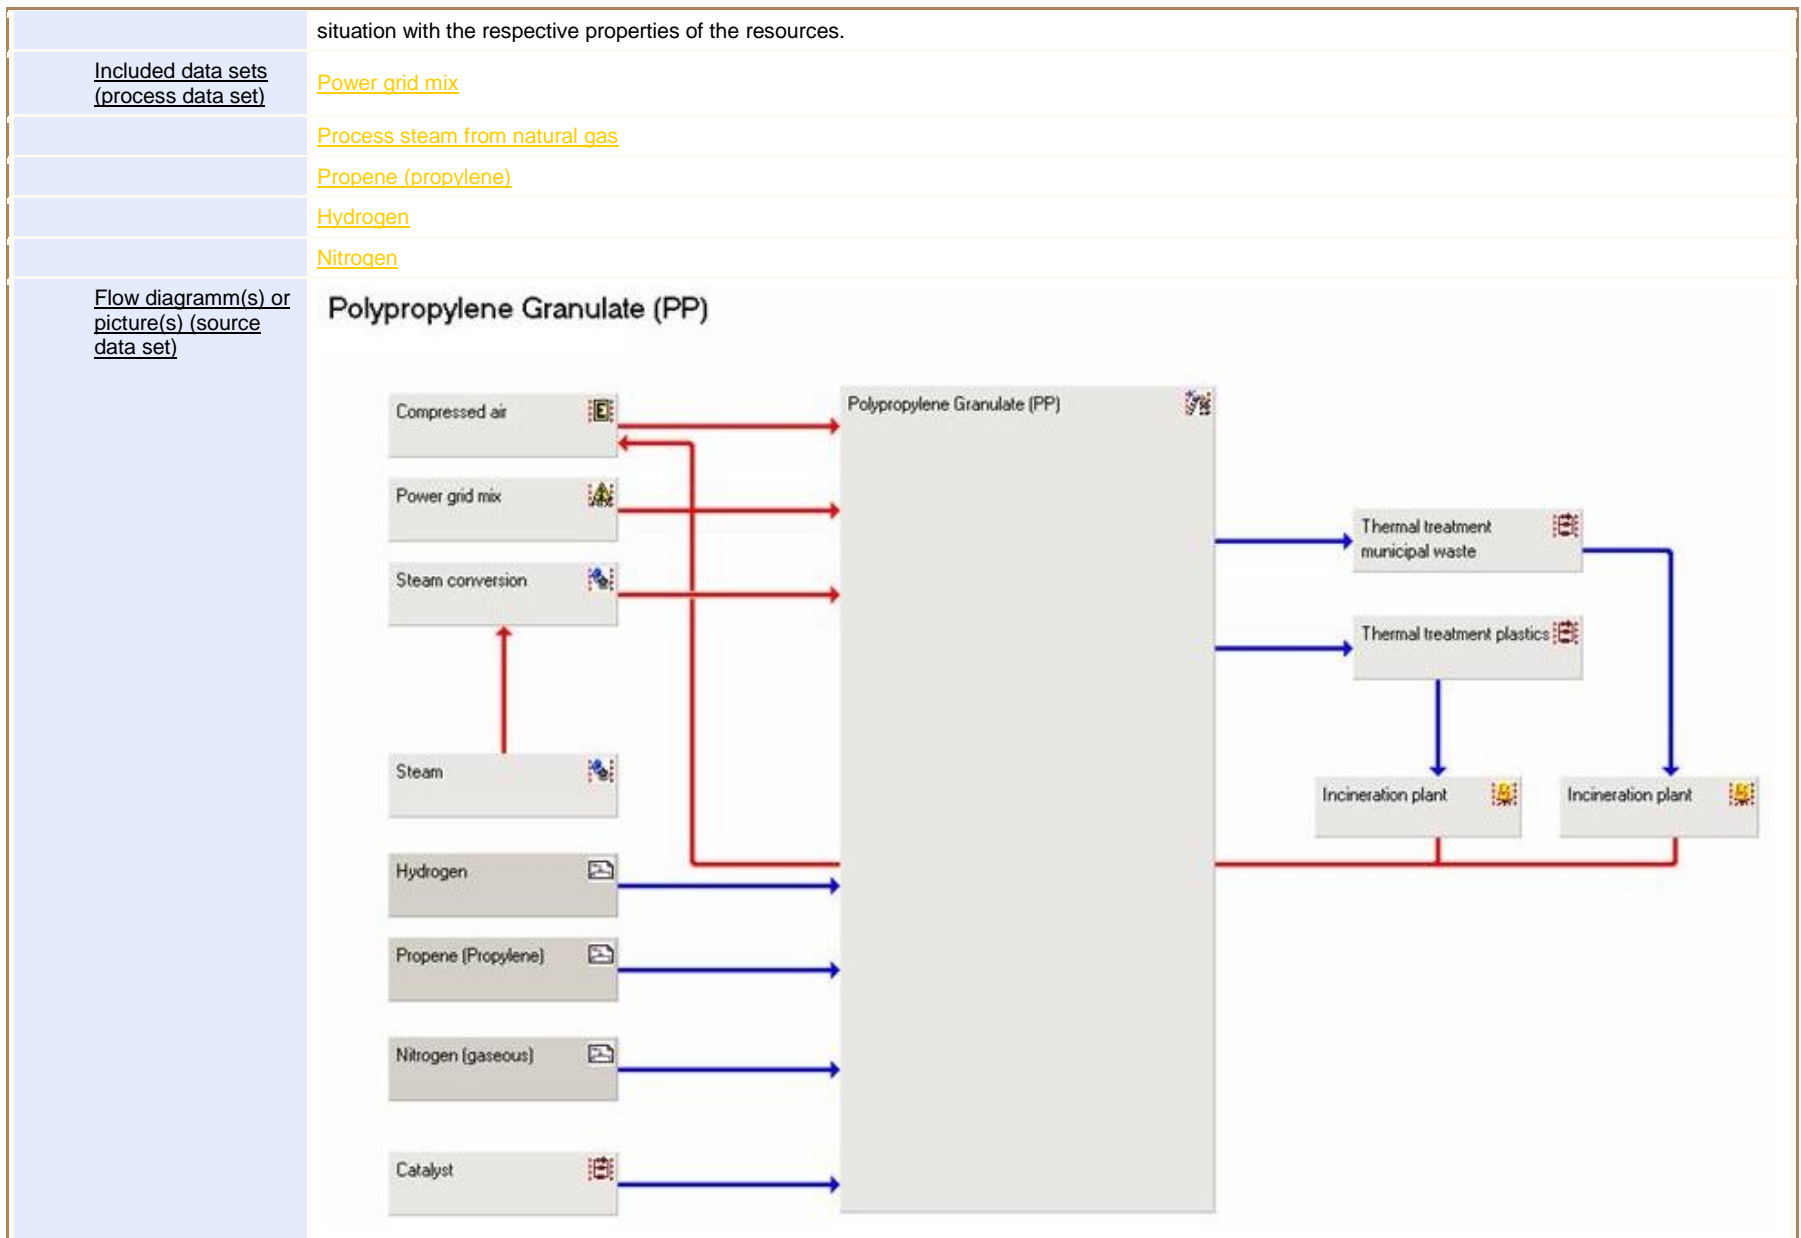 situation with the respective properties of the resources.
Included data sets
(process data set)
Power grid mix
Process steam from natural gas
Propene (propylene)
Hydrogen
Nitrogen
Flow diagramm(s) or
picture(s) (source
data set)
Polypropylene Granulate (PP)
Compressed air
Polypropylene Granulate (PP)
Power grid mix
Steam conversion
Thermal treatment
municipal waste
Thermal treatment plastics
Steam
Incineration plant
Incineration plant
Hydrogen
Propene (Propylene)
Nitrogen (gaseous)
Catalyst